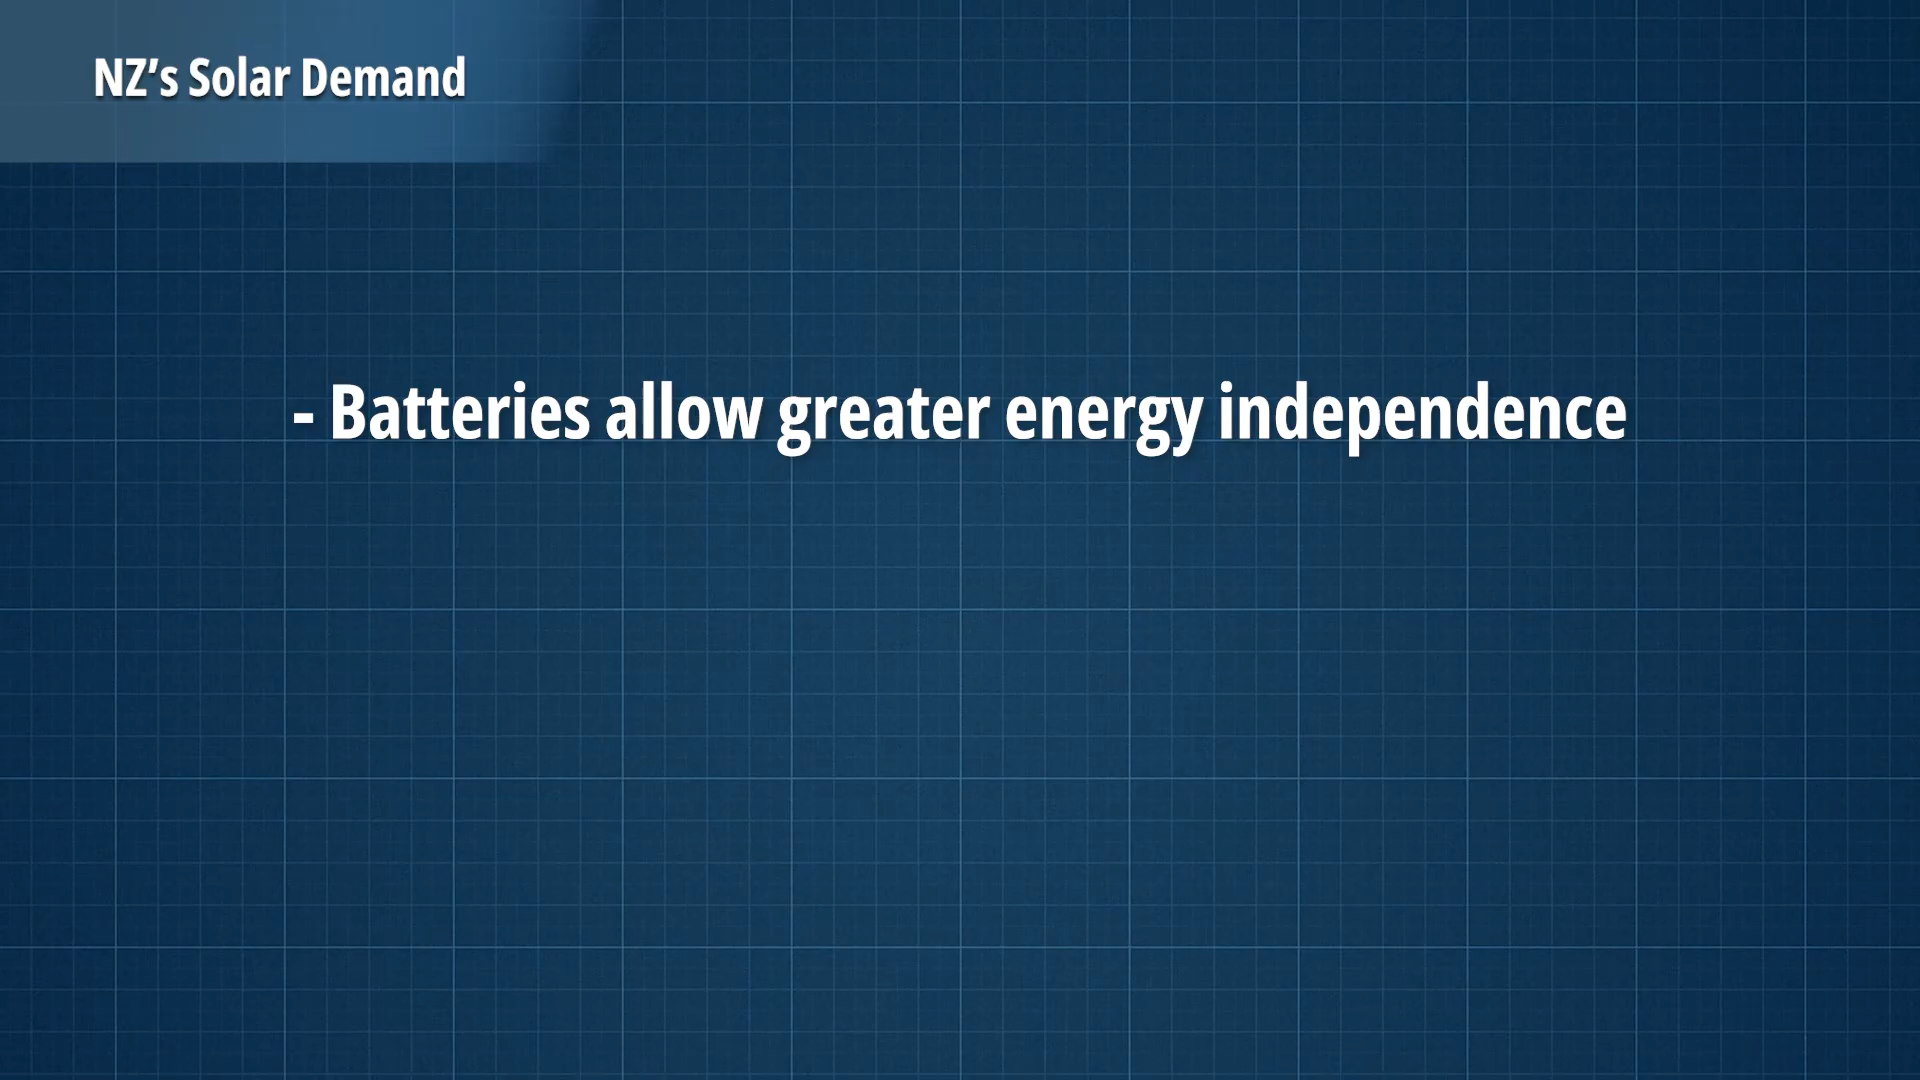 NZ’s Solar Demand
- Batteries allow greater energy independence